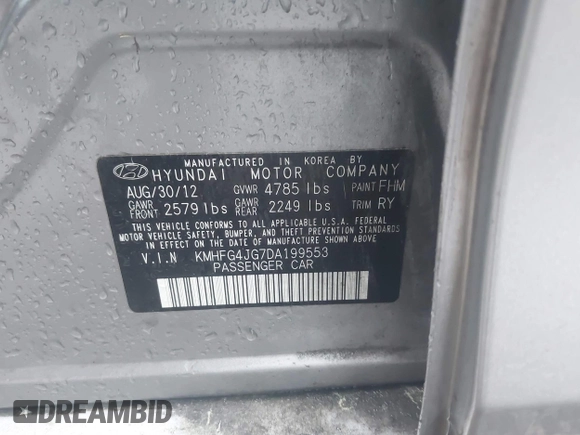 MANUFACTURED IN KOREA BY
HYUNDAI MOTOR COMPANY
AUG/30/12 GVWR 4785 lbs PAINT FHM
GAWR FRONT 2579 lbs GAWR REAR 2249 lbs TRIM RY
THIS VEHICLE CONFORMS TO ALL APPLICABLE U.S.A. FEDERAL
MOTOR VEHICLE SAFETY, BUMPER, AND THEFT PREVENTION STANDARDS
IN EFFECT ON THE DATE OF MANUFACTURE SHOWN ABOVE.
V.I.N KMHFG4JG7DA199553
PASSENGER CAR
DREAMBID